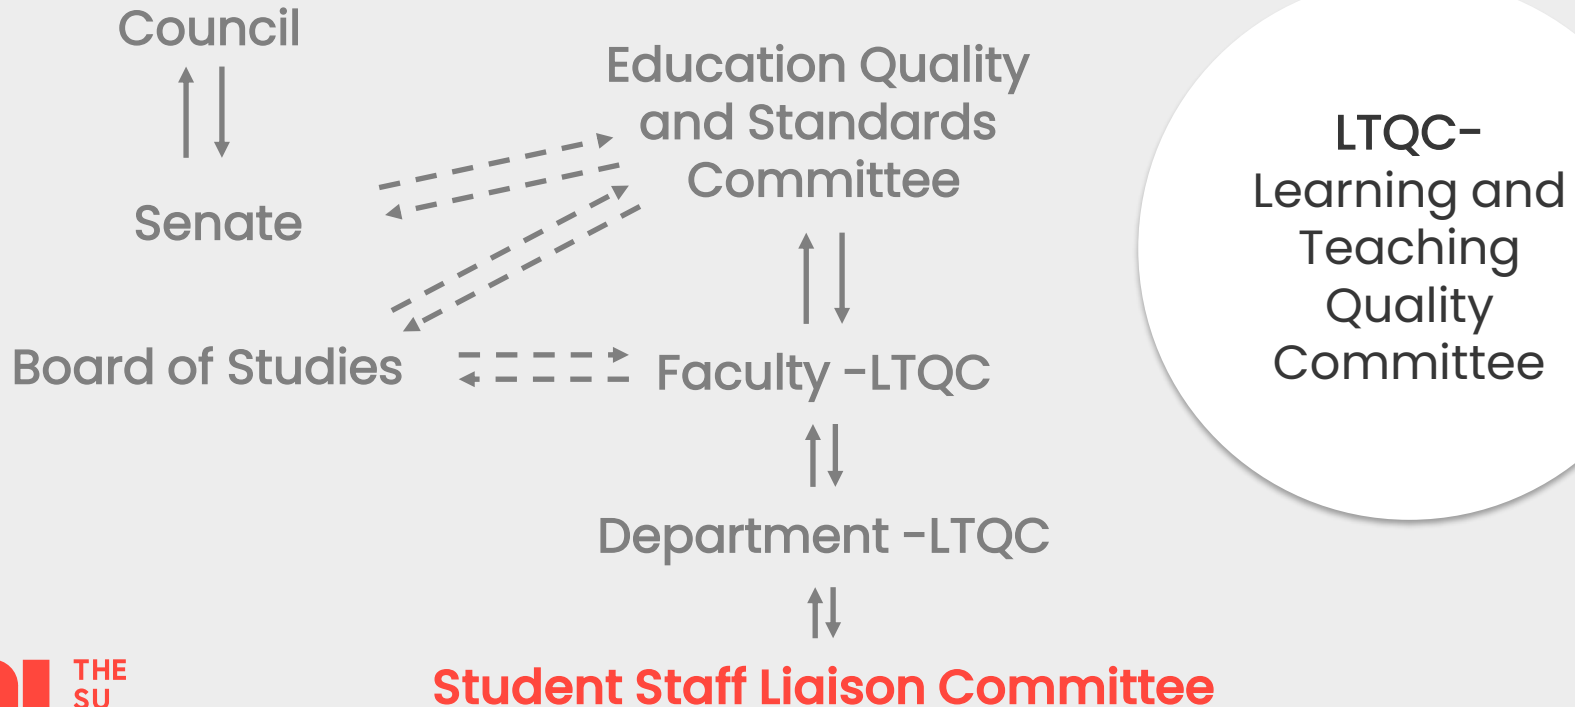 Council
Education Quality
and Standards
Committee
Senate
Board of Studies
Faculty -LTQC
Department -LTQC
Student Staff Liaison Committee
LTQC-
Learning and
Teaching
Quality
Committee
THE
SU